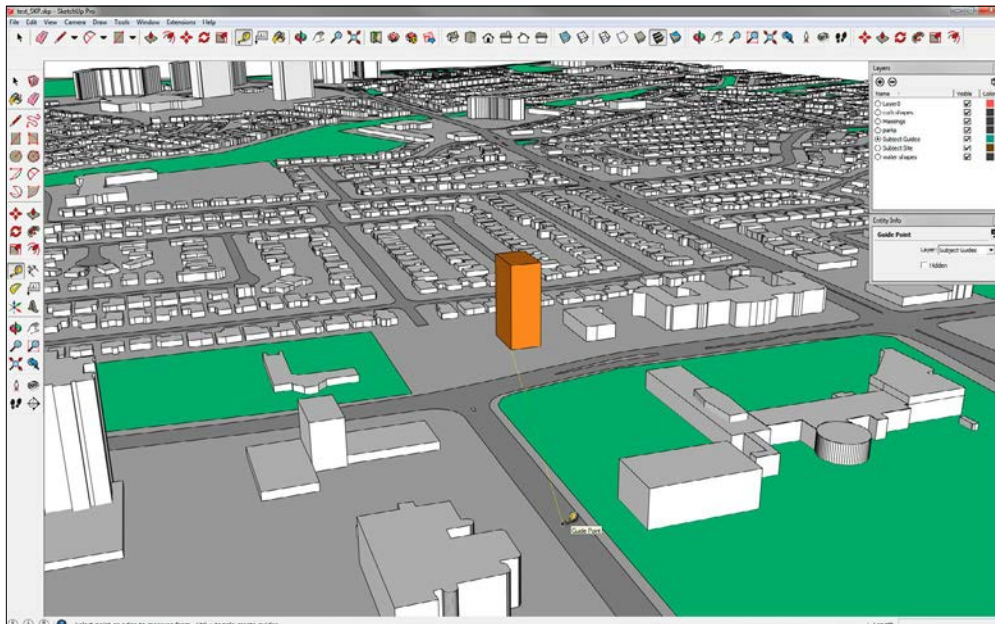 test_SKP.skp - SketchUp Pro
File Edit View Camera Draw Tools Window Extensions Help
Layers
Name Visible Color
Layer0
curb shapes
Massings
parks
Subject Guides
Subject Site
water shapes
Entity Info
Guide Point
Layer: Subject Guides
Hidden
Guide Point